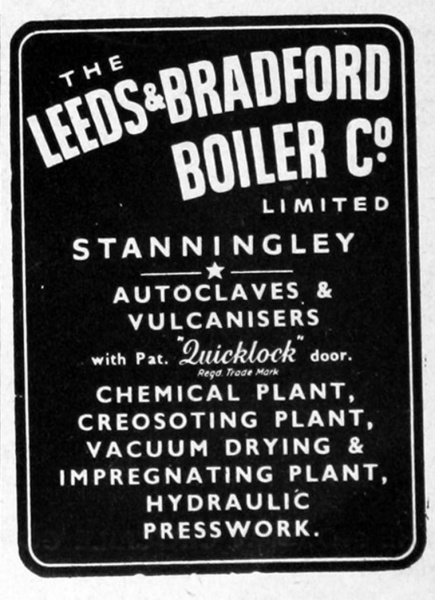 THE
LEEDS & BRADFORD
BOILER Cº.
LIMITED
STANNINGLEY
AUTOCLAVES &
VULCANISERS
with Pat. "Quicklock" door.
Regd. Trade Mark
CHEMICAL PLANT,
CREOSOTING PLANT,
VACUUM DRYING &
IMPREGNATING PLANT,
HYDRAULIC
PRESSWORK.